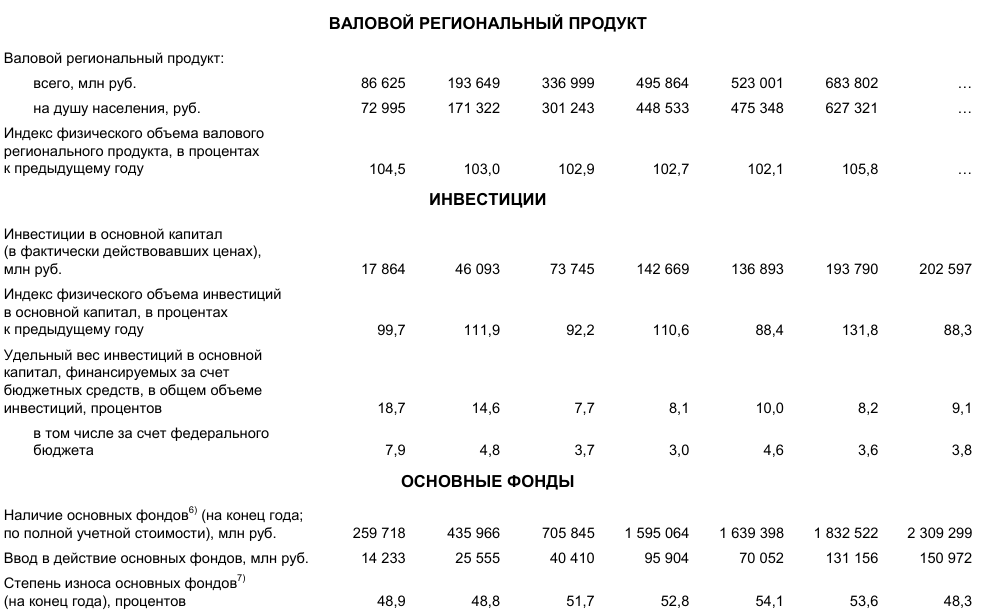 ВАЛОВОЙ РЕГИОНАЛЬНЫЙ ПРОДУКТ
Валовой региональный продукт:
всего, млн руб. 86 625 193 649 336 999 495 864 523 001 683 802 …
на душу населения, руб. 72 995 171 322 301 243 448 533 475 348 627 321 …
Индекс физического объема валового
регионального продукта, в процентах
к предыдущему году 104,5 103,0 102,9 102,7 102,1 105,8 …
ИНВЕСТИЦИИ
Инвестиции в основной капитал
(в фактически действовавших ценах),
млн руб. 17 864 46 093 73 745 142 669 136 893 193 790 202 597
Индекс физического объема инвестиций
в основной капитал, в процентах
к предыдущему году 99,7 111,9 92,2 110,6 88,4 131,8 88,3
Удельный вес инвестиций в основной
капитал, финансируемых за счет
бюджетных средств, в общем объеме
инвестиций, процентов 18,7 14,6 7,7 8,1 10,0 8,2 9,1
в том числе за счет федерального
бюджета 7,9 4,8 3,7 3,0 4,6 3,6 3,8
ОСНОВНЫЕ ФОНДЫ
Наличие основных фондов6) (на конец года;
по полной учетной стоимости), млн руб. 259 718 435 966 705 845 1 595 064 1 639 398 1 832 522 2 309 299
Ввод в действие основных фондов, млн руб. 14 233 25 555 40 410 95 904 70 052 131 156 150 972
Степень износа основных фондов7)
(на конец года), процентов 48,9 48,8 51,7 52,8 54,1 53,6 48,3